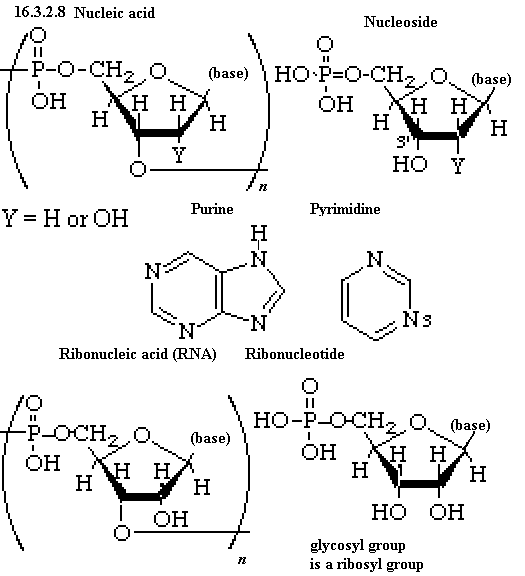 16.3.2.8 Nucleic acid
Nucleoside
O
P O CH2 O (base)
OH H H H H
Y
O n
O
HO P O CH2 O (base)
OH H H H H
3'
HO Y
Y = H or OH
Purine Pyrimidine
H
N N N
N N N3
Ribonucleic acid (RNA) Ribonucleotide
O
P O CH2 O (base)
OH H H H H
OH
O n
O
HO P O CH2 O (base)
OH H H H H
HO OH
glycosyl group
is a ribosyl group